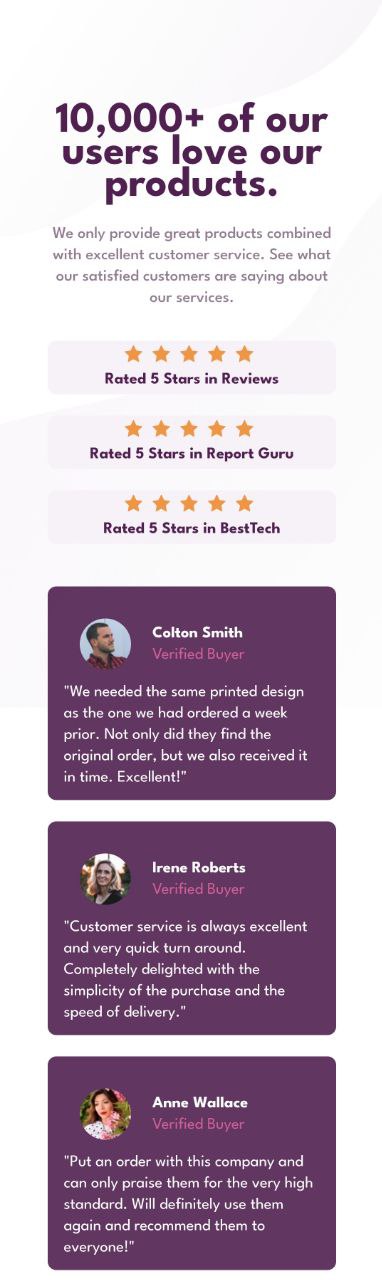 10,000+ of our
users love our
products.
We only provide great products combined
with excellent customer service. See what
our satisfied customers are saying about
our services.
Rated 5 Stars in Reviews
Rated 5 Stars in Report Guru
Rated 5 Stars in BestTech
Colton Smith
Verified Buyer
"We needed the same printed design
as the one we had ordered a week
prior. Not only did they find the
original order, but we also received it
in time. Excellent!"
Irene Roberts
Verified Buyer
"Customer service is always excellent
and very quick turn around.
Completely delighted with the
simplicity of the purchase and the
speed of delivery."
Anne Wallace
Verified Buyer
"Put an order with this company and
can only praise them for the very high
standard. Will definitely use them
again and recommend them to
everyone!"